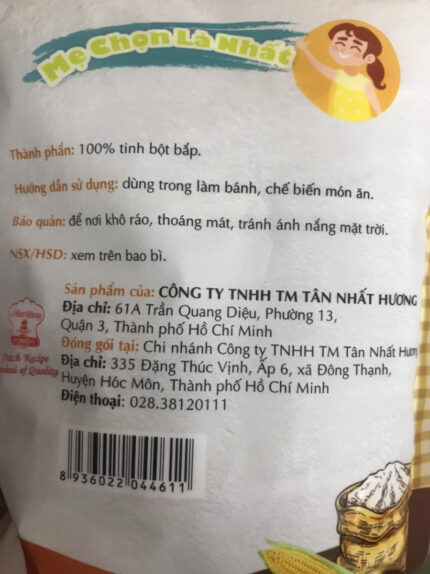 Mẹ Chọn Là Nhất
Thành phần: 100% tinh bột bắp.
Hướng dẫn sử dụng: dùng trong làm bánh, chế biến món ăn.
Bảo quản: để nơi khô ráo, thoáng mát, tránh ánh nắng mặt trời.
NSX/HSD: xem trên bao bì.
Sản phẩm của: CÔNG TY TNHH TM TÂN NHẤT HƯƠNG
Địa chỉ: 61A Trần Quang Diệu, Phường 13,
Quận 3, Thành phố Hồ Chí Minh
Đóng gói tại: Chi nhánh Công ty TNHH TM Tân Nhất Hương
Địa chỉ: 335 Đặng Thúc Vịnh, Ấp 6, xã Đông Thạnh,
Huyện Hóc Môn, Thành phố Hồ Chí Minh
Điện thoại: 028.38120111
Recipe
of Quality
8 936022 044611